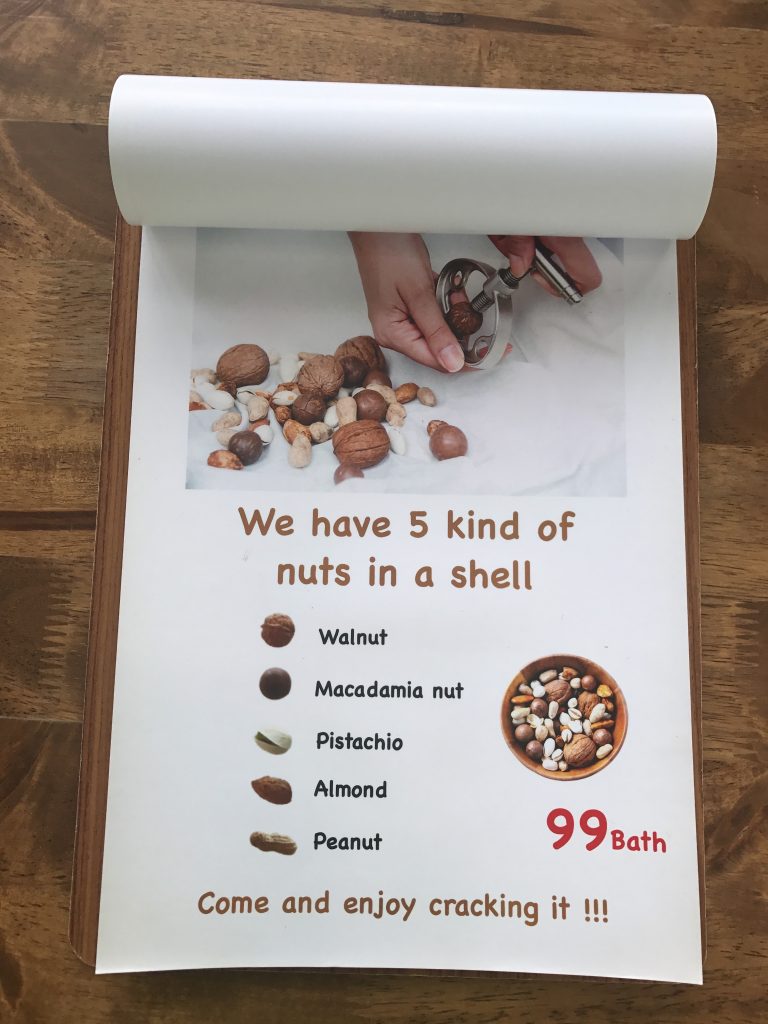 We have 5 kind of
nuts in a shell
Walnut
Macadamia nut
Pistachio
Almond
Peanut
99Bath
Come and enjoy cracking it !!!